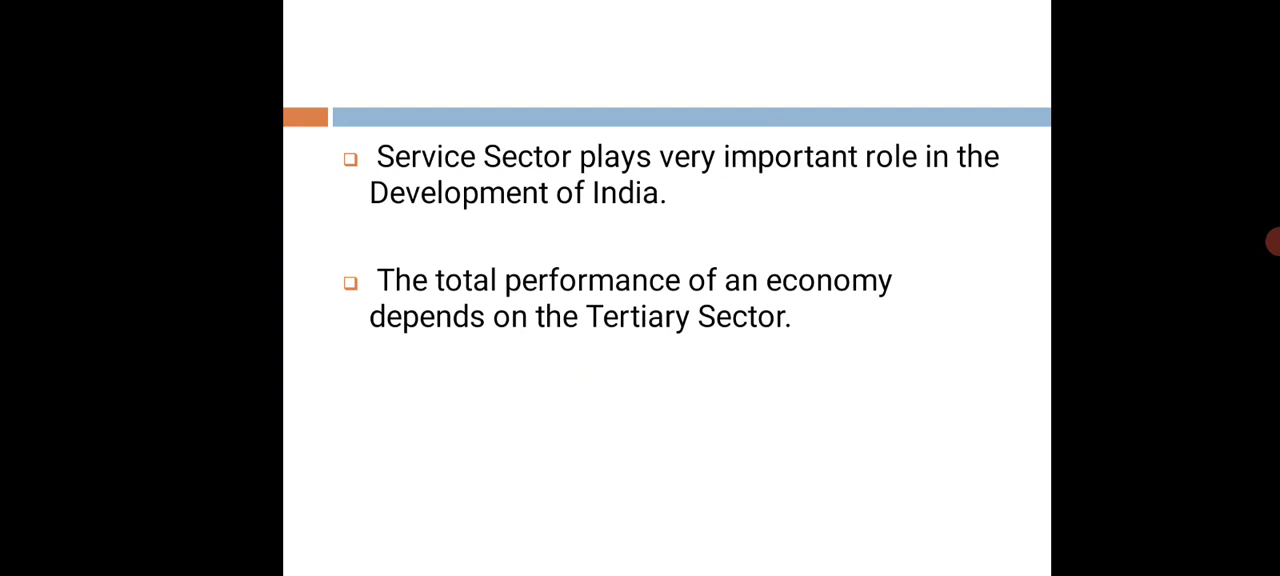 Service Sector plays very important role in the
Development of India.
The total performance of an economy
depends on the Tertiary Sector.